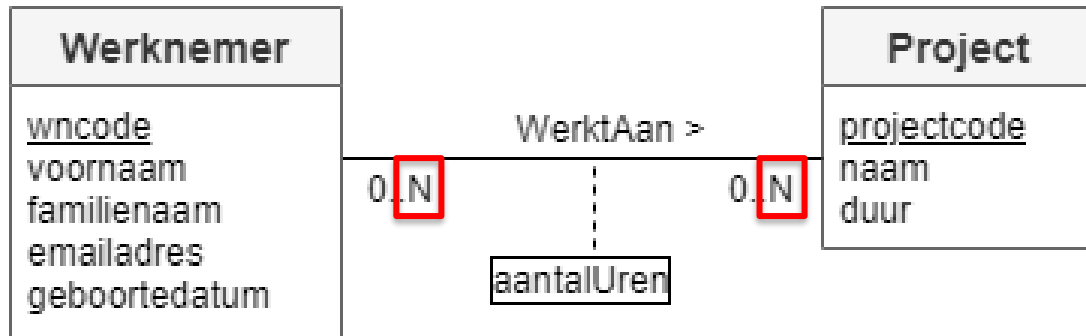 Werknemer
wncode
voornaam
familienaam
emailadres
geboortedatum
WerktAan >
0..N
0..N
aantalUren
Project
projectcode
naam
duur